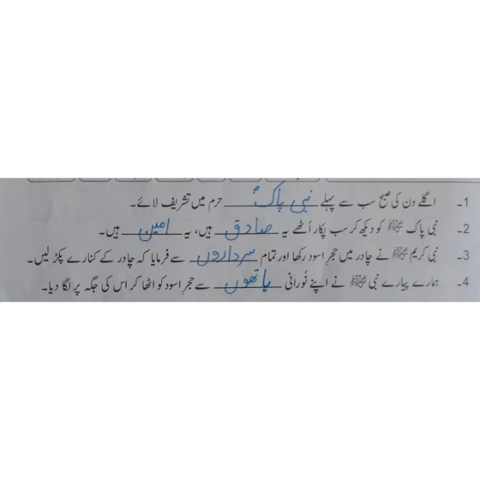 1۔ اگلے دن کی صبح سب سے پہلے نبی پاکؐ حرم میں تشریف لائے۔
2۔ نبی پاک ﷺ کو دیکھ کر سب پکار اُٹھے یہ صادق ہیں، یہ امین ہیں۔
3۔ نبی کریم ﷺ نے چادر میں حجرِ اسود رکھا اور تمام سرداروں سے فرمایا کہ چادر کے کنارے پکڑ لیں۔
4۔ ہمارے پیارے نبی ﷺ نے اپنے نُورانی ہاتھوں سے حجرِ اسود کو اٹھا کر اس کی جگہ پر لگا دیا۔